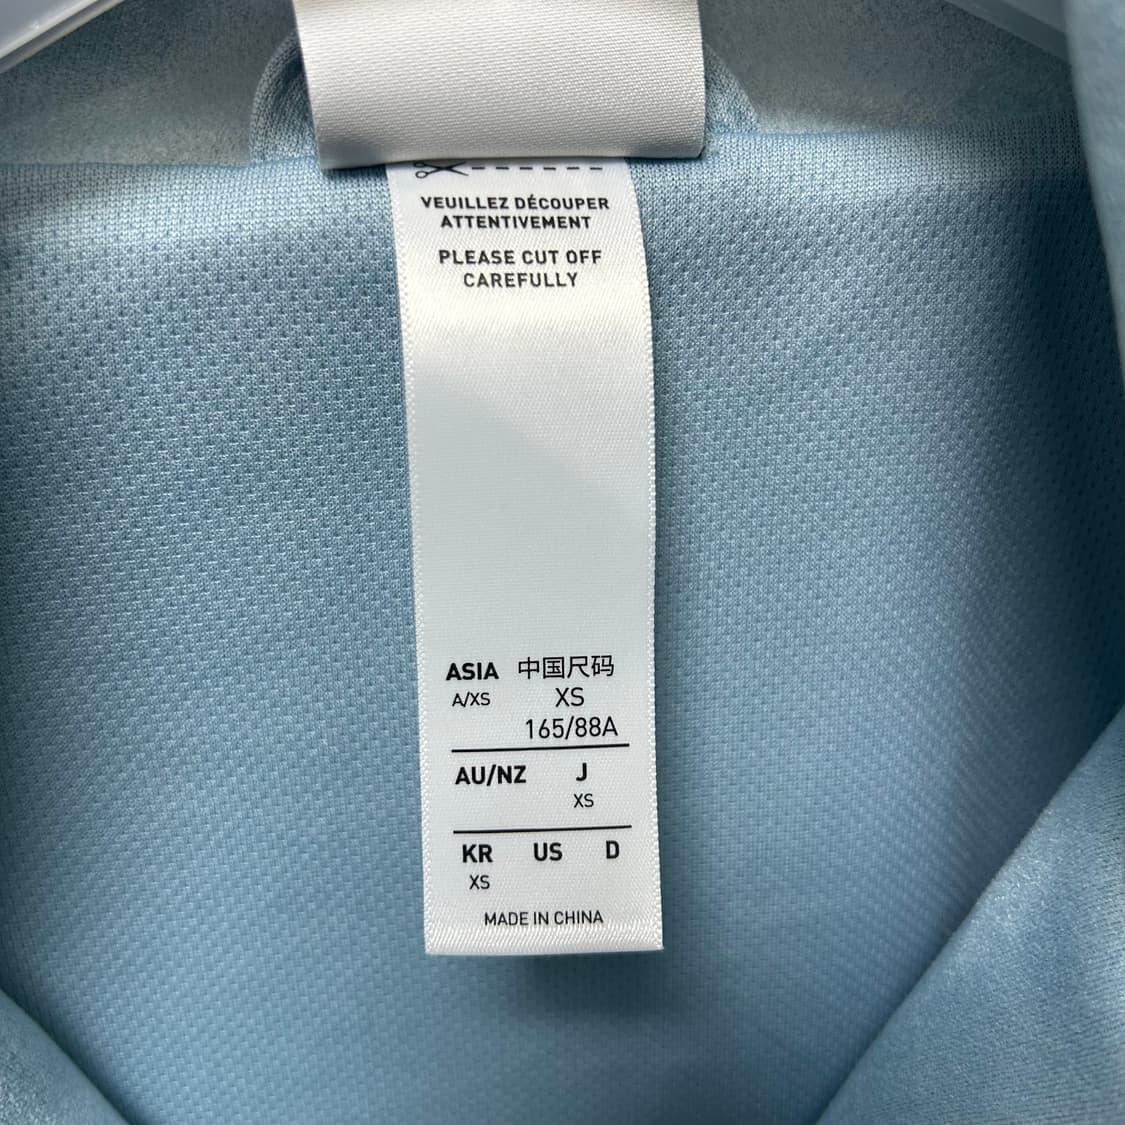 VEUILLEZ DÉCOUPER
ATTENTIVEMENT
PLEASE CUT OFF
CAREFULLY
ASIA 中国尺码
A/XS XS
165/88A
AU/NZ J
XS
KR US D
XS
MADE IN CHINA